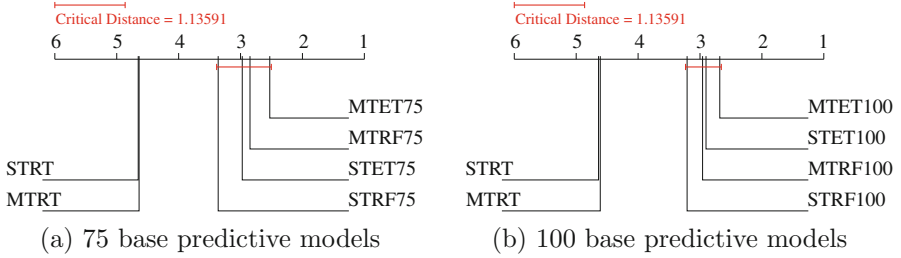 Critical Distance = 1.13591
6 5 4 3 2 1
MTET75
MTRF75
STRT STET75
MTRT STRF75
(a) 75 base predictive models
Critical Distance = 1.13591
6 5 4 3 2 1
MTET100
STET100
STRT MTRF100
MTRT STRF100
(b) 100 base predictive models